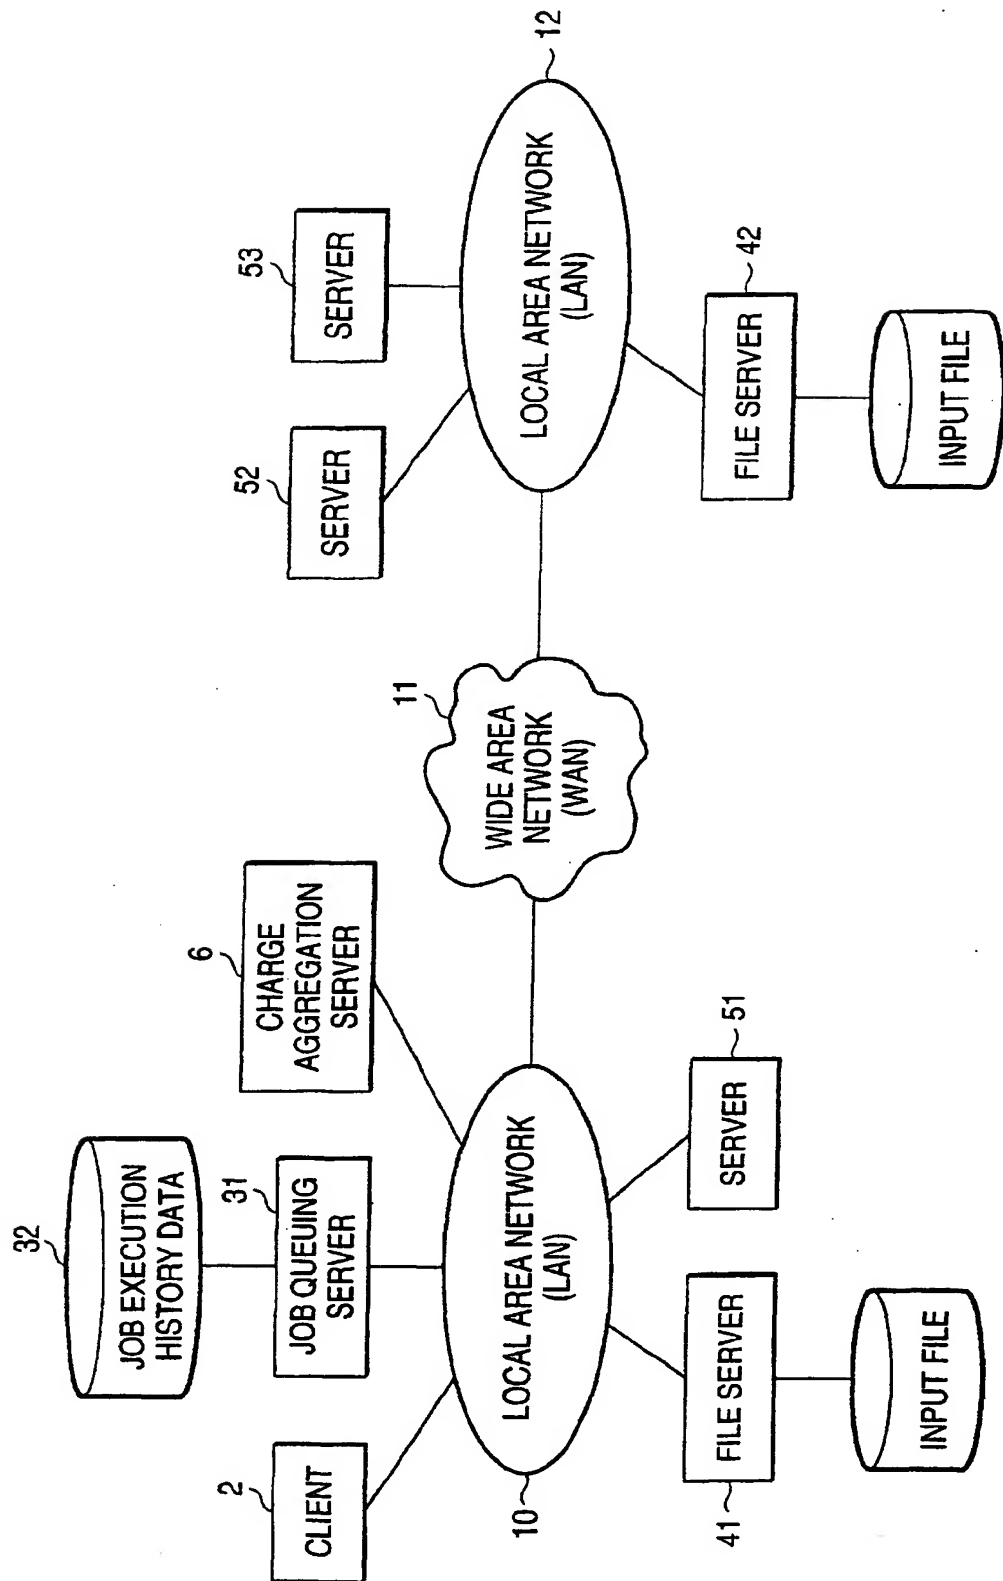 32
JOB EXECUTION
HISTORY DATA
2
CLIENT
31
JOB QUEUING
SERVER
6
CHARGE
AGGREGATION
SERVER
LOCAL AREA NETWORK
(LAN)
10
41
FILE SERVER
INPUT FILE
51
SERVER
11
WIDE AREA
NETWORK
(WAN)
52
SERVER
53
SERVER
12
LOCAL AREA NETWORK
(LAN)
42
FILE SERVER
INPUT FILE